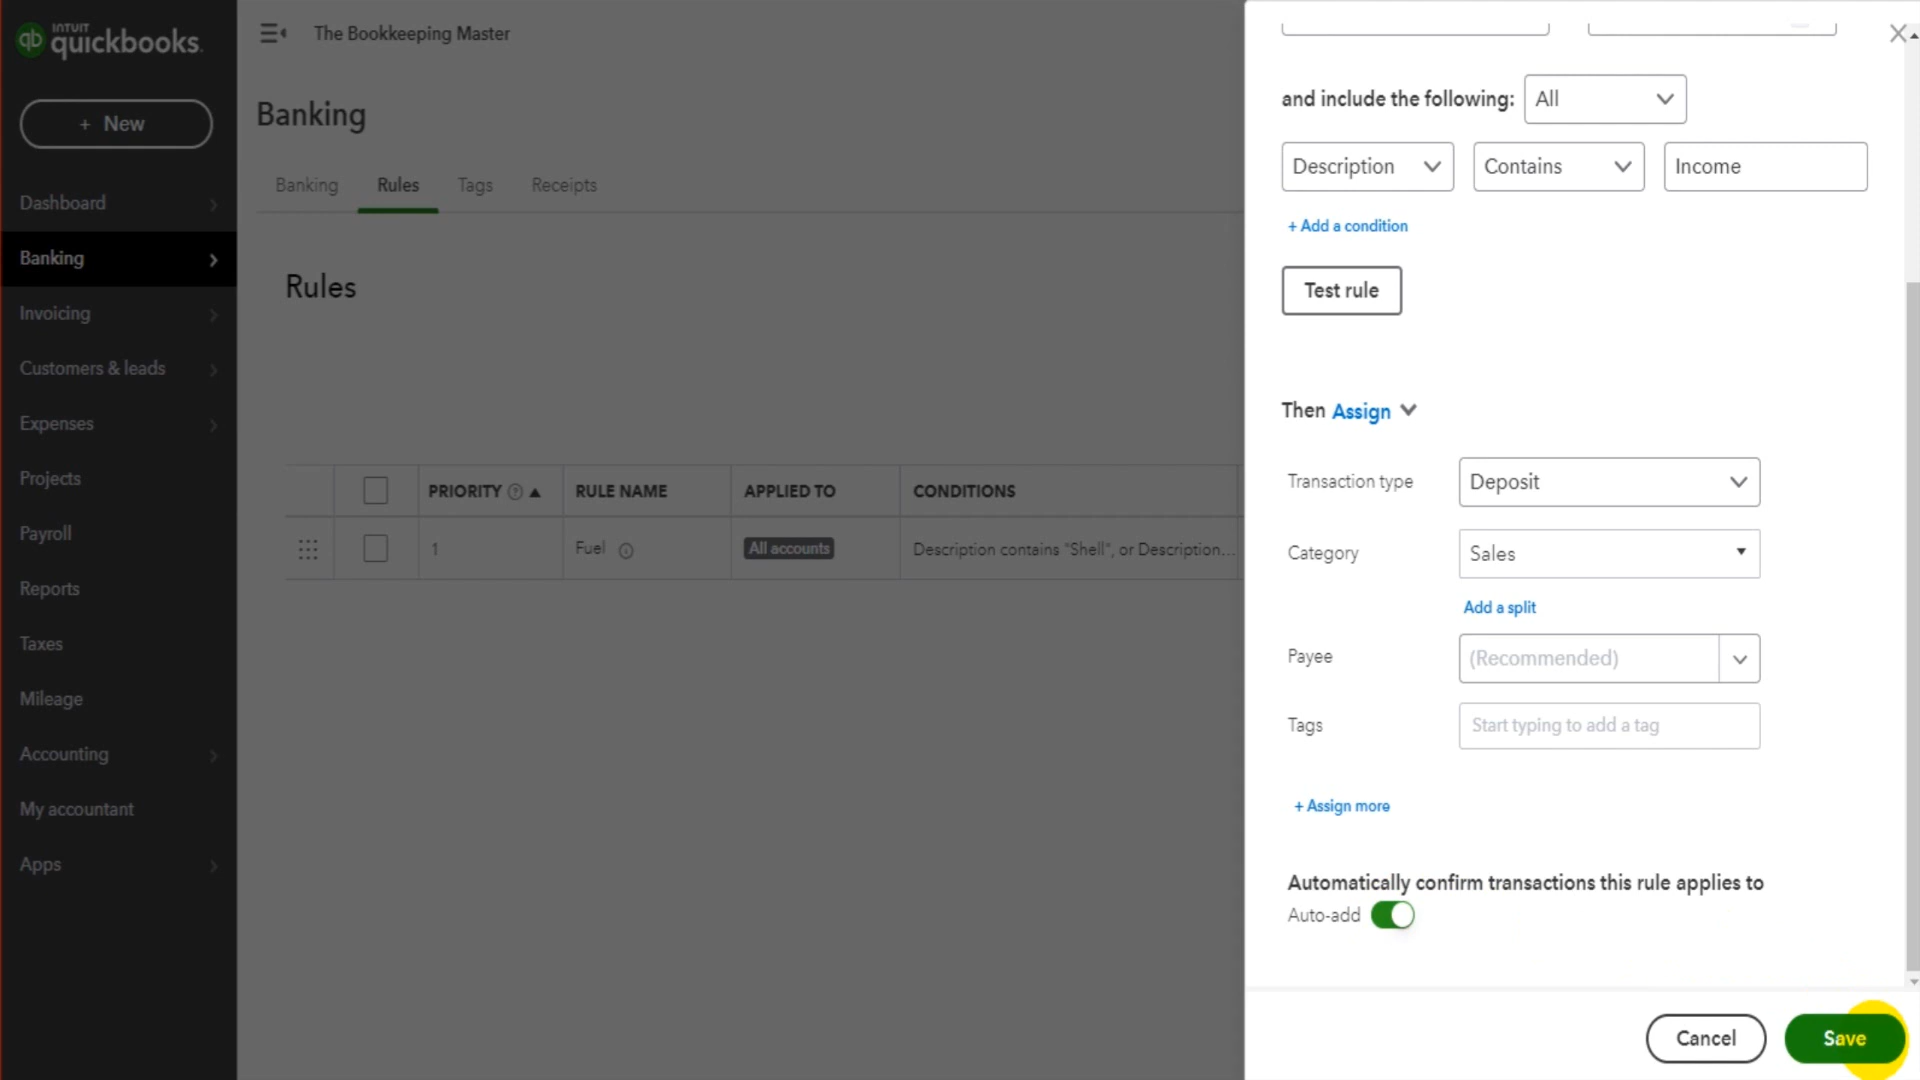 INTUIT
qb quickbooks.
The Bookkeeping Master
+ New
Banking
Banking Rules Tags Receipts
Dashboard
Banking
Invoicing
Customers & leads
Expenses
Projects
Payroll
Reports
Taxes
Mileage
Accounting
My accountant
Apps
Rules
PRIORITY RULE NAME APPLIED TO CONDITIONS
1 Fuel All accounts Description contains "Shell", or Description...
and include the following: All
Description Contains Income
+ Add a condition
Test rule
Then Assign
Transaction type Deposit
Category Sales
Add a split
Payee (Recommended)
Tags Start typing to add a tag
+ Assign more
Automatically confirm transactions this rule applies to
Auto-add
Cancel Save